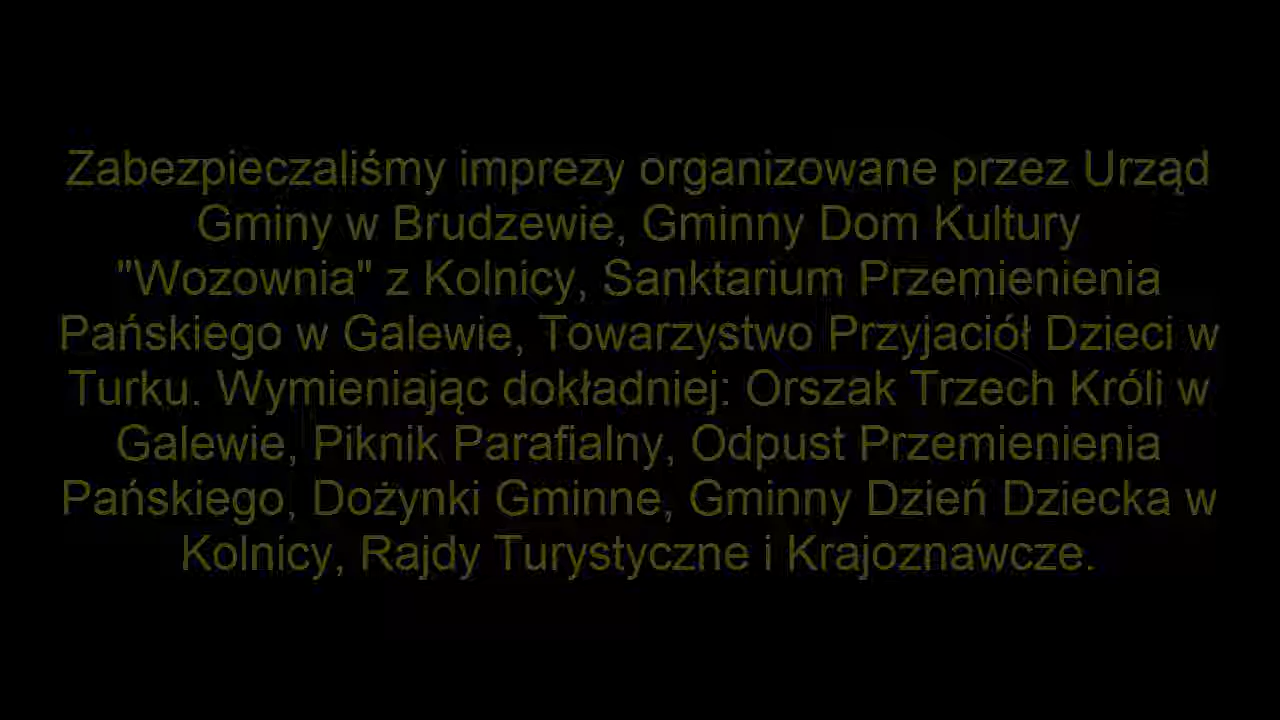 Zabezpieczaliśmy imprezy organizowane przez Urząd
Gminy w Brudzewie, Gminny Dom Kultury
"Wozownia" z Kolnicy, Sanktarium Przemienienia
Pańskiego w Galewie, Towarzystwo Przyjaciół Dzieci w
Turku. Wymieniając dokładniej: Orszak Trzech Króli w
Galewie, Piknik Parafialny, Odpust Przemienienia
Pańskiego, Dożynki Gminne, Gminny Dzień Dziecka w
Kolnicy, Rajdy Turystyczne i Krajoznawcze.